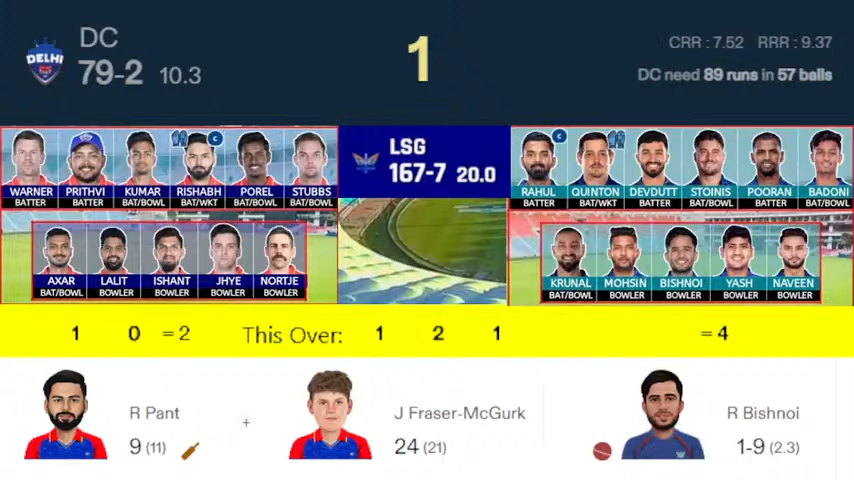 DC
79-2 10.3
1
CRR : 7.52 RRR : 9.37
DC need 89 runs in 57 balls
DELHI
WARNER PRITHVI KUMAR RISHABH POREL STUBBS
BATTER BATTER BAT/BOWL BAT/WKT BAT/BOWL BAT/BOWL
C
LSG
167-7 20.0
C
RAHUL QUINTON DEVDUTT STOINIS POORAN BADONI
BATTER BAT/WKT BATTER BAT/BOWL BATTER BAT/BOWL
AXAR LALIT ISHANT JHYE NORTJE
BAT/BOWL BOWLER BOWLER BOWLER BOWLER
KRUNAL MOHSIN BISHNOI YASH NAVEEN
BAT/BOWL BOWLER BOWLER BOWLER BOWLER
1 0 = 2 This Over: 1 2 1 = 4
R Pant
9 (11)
+
J Fraser-McGurk
24 (21)
R Bishnoi
1-9 (2.3)